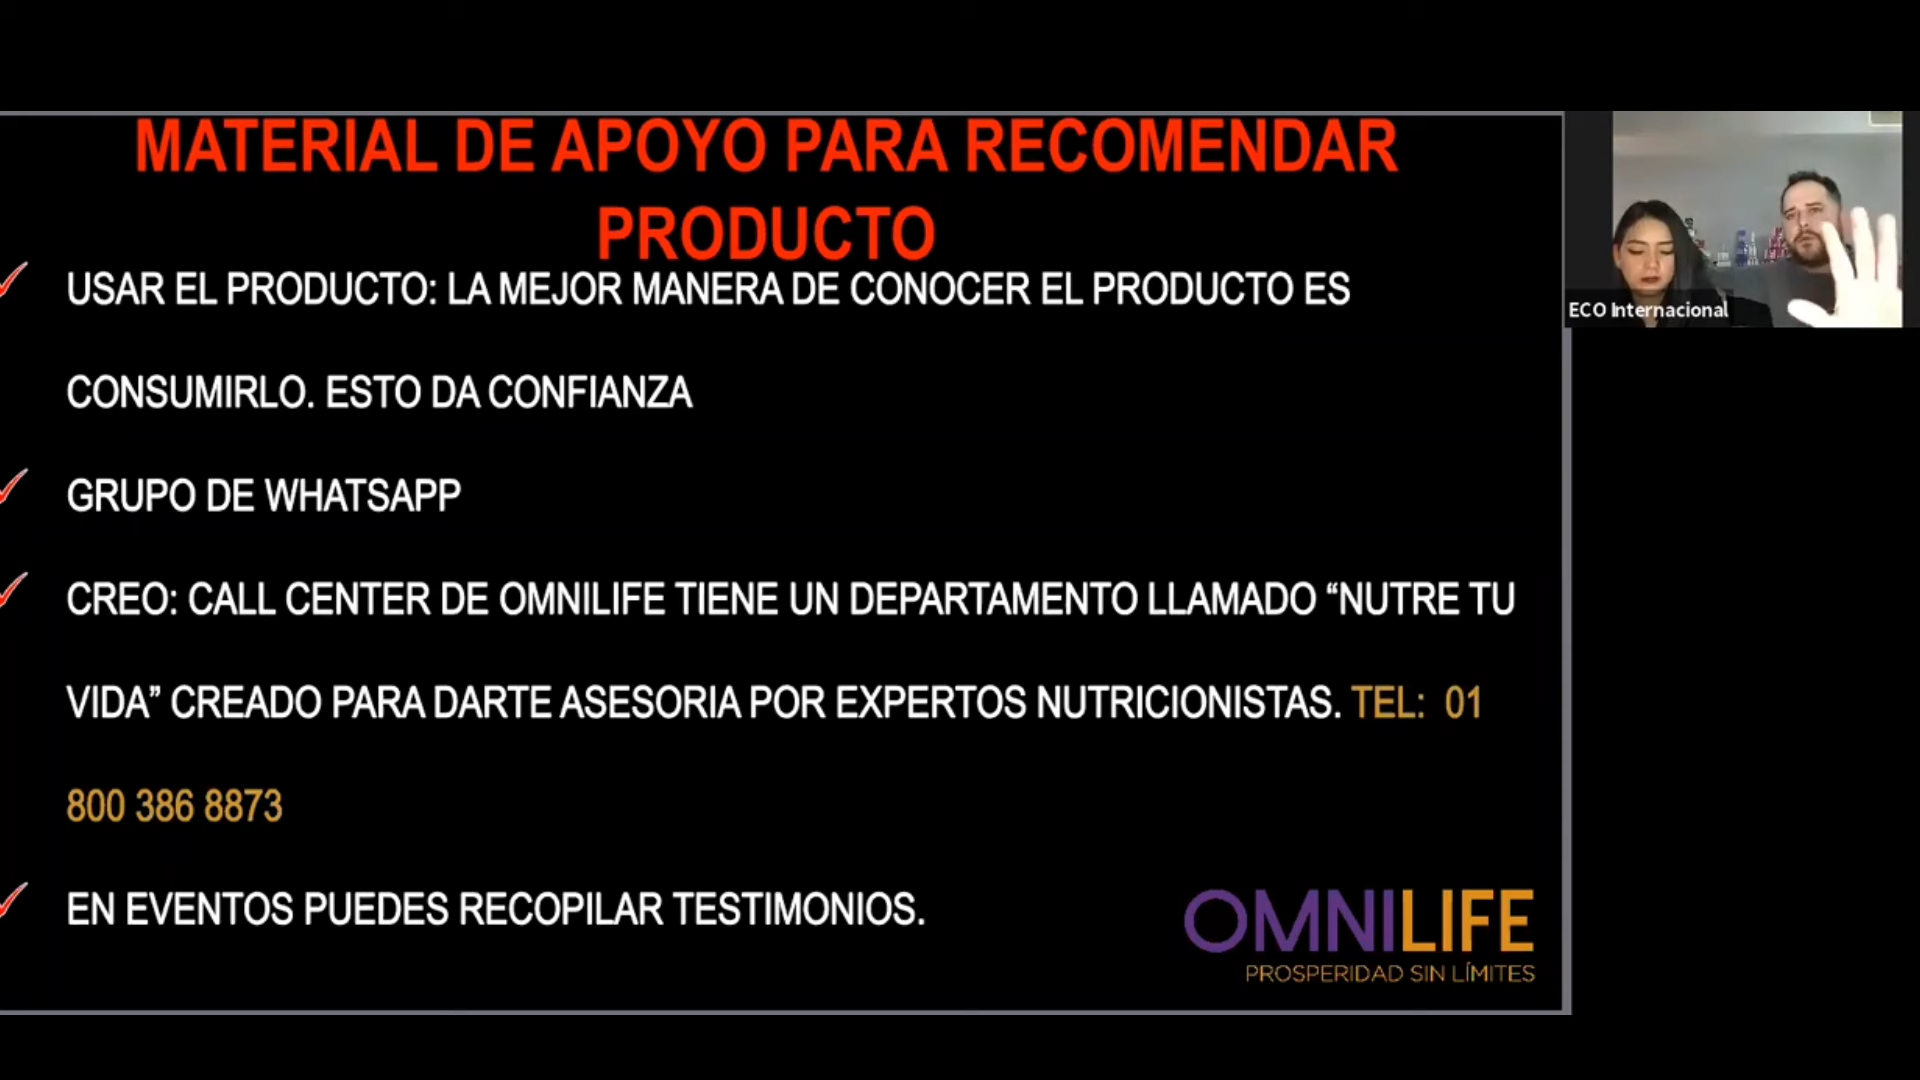 MATERIAL DE APOYO PARA RECOMENDAR
PRODUCTO
USAR EL PRODUCTO: LA MEJOR MANERA DE CONOCER EL PRODUCTO ES
CONSUMIRLO. ESTO DA CONFIANZA
GRUPO DE WHATSAPP
CREO: CALL CENTER DE OMNILIFE TIENE UN DEPARTAMENTO LLAMADO “NUTRE TU
VIDA” CREADO PARA DARTE ASESORIA POR EXPERTOS NUTRICIONISTAS. TEL: 01
800 386 8873
EN EVENTOS PUEDES RECOPILAR TESTIMONIOS.
OMNILIFE
PROSPERIDAD SIN LÍMITES
ECO Internacional